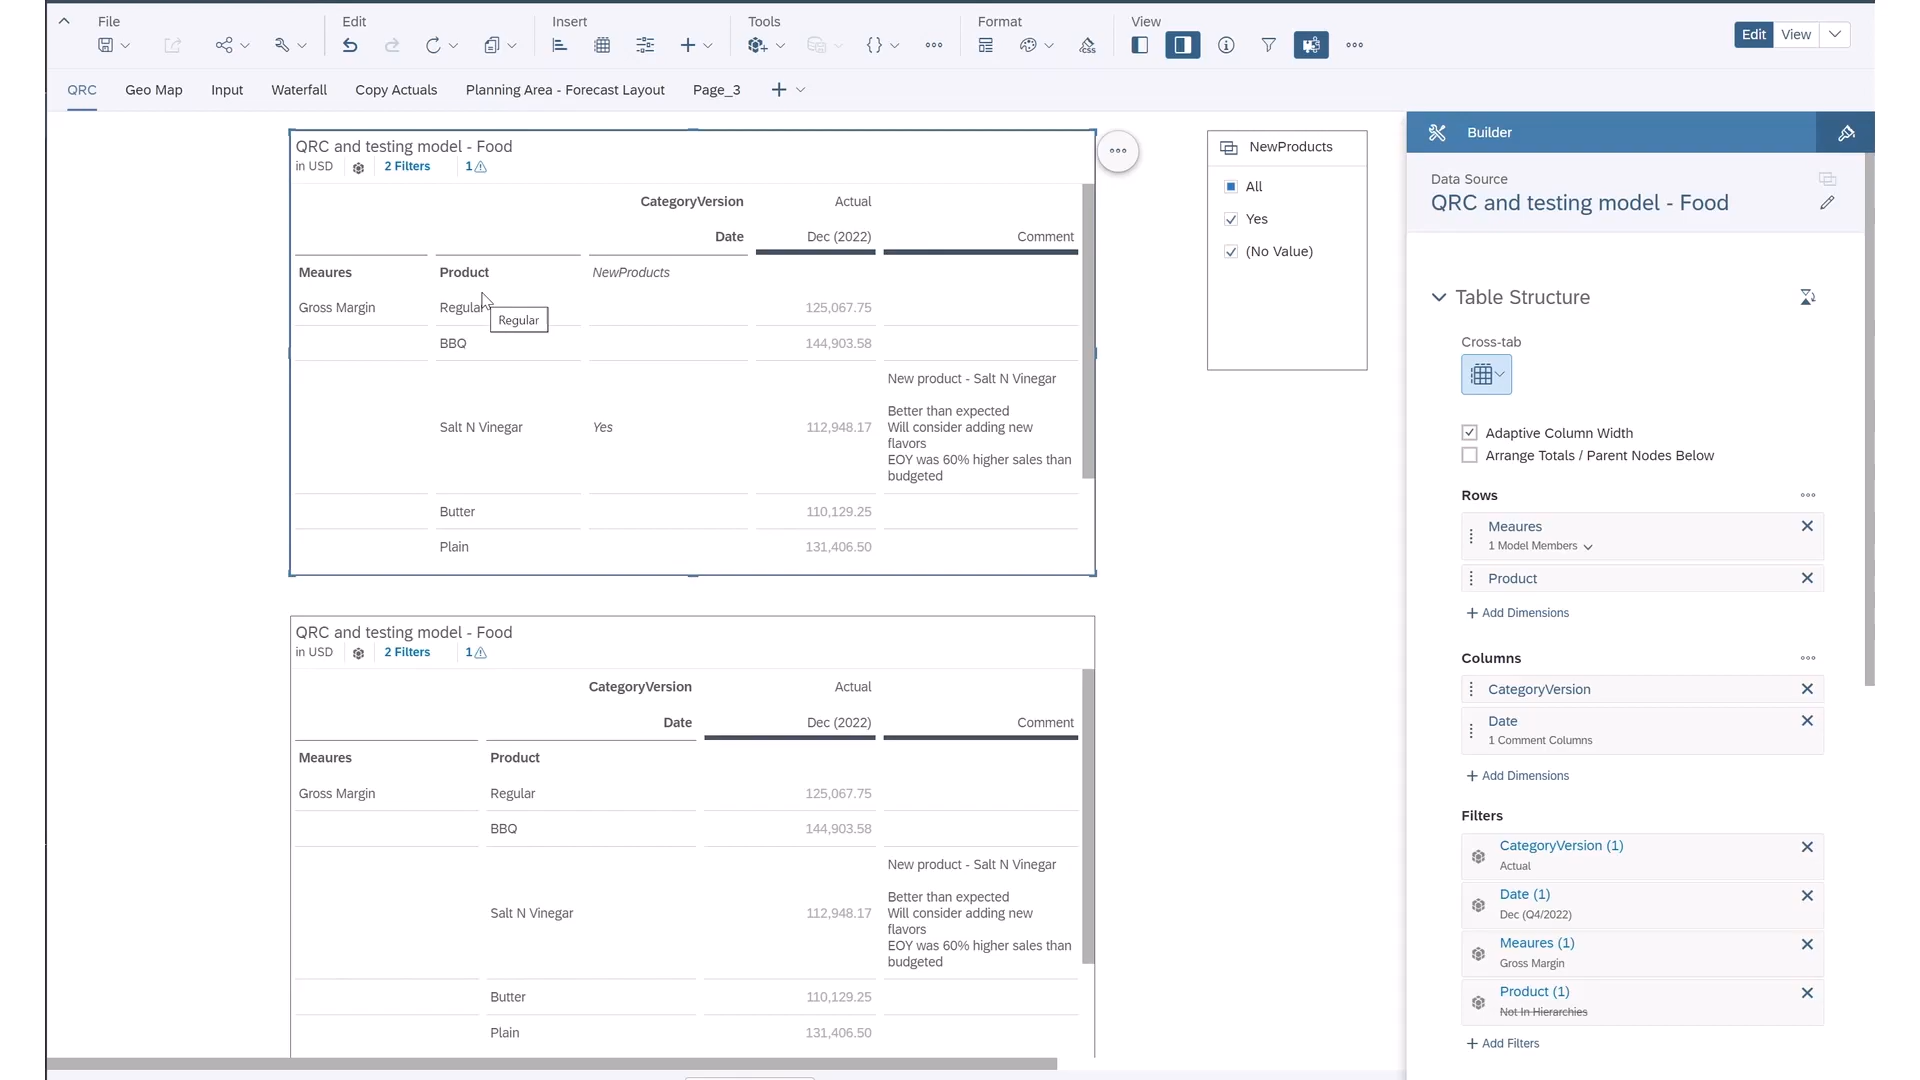 File
Edit
Insert
Tools
Format
View
Edit
View
QRC
Geo Map
Input
Waterfall
Copy Actuals
Planning Area - Forecast Layout
Page_3
QRC and testing model - Food
in USD
2 Filters
1
CategoryVersion
Actual
Date
Dec (2022)
Comment
Meaures
Product
NewProducts
Gross Margin
Regular
125,067.75
Regular
BBQ
144,903.58
New product - Salt N Vinegar
Better than expected
Will consider adding new
flavors
EOY was 60% higher sales than
budgeted
Salt N Vinegar
Yes
112,948.17
Butter
110,129.25
Plain
131,406.50
QRC and testing model - Food
in USD
2 Filters
1
CategoryVersion
Actual
Date
Dec (2022)
Comment
Meaures
Product
Gross Margin
Regular
125,067.75
BBQ
144,903.58
New product - Salt N Vinegar
Better than expected
Will consider adding new
flavors
EOY was 60% higher sales than
budgeted
Salt N Vinegar
112,948.17
Butter
110,129.25
Plain
131,406.50
NewProducts
All
Yes
(No Value)
Builder
Data Source
QRC and testing model - Food
Table Structure
Cross-tab
Adaptive Column Width
Arrange Totals / Parent Nodes Below
Rows
Meaures
1 Model Members
Product
+ Add Dimensions
Columns
CategoryVersion
Date
1 Comment Columns
+ Add Dimensions
Filters
CategoryVersion (1)
Actual
Date (1)
Dec (Q4/2022)
Meaures (1)
Gross Margin
Product (1)
Not In Hierarchies
+ Add Filters